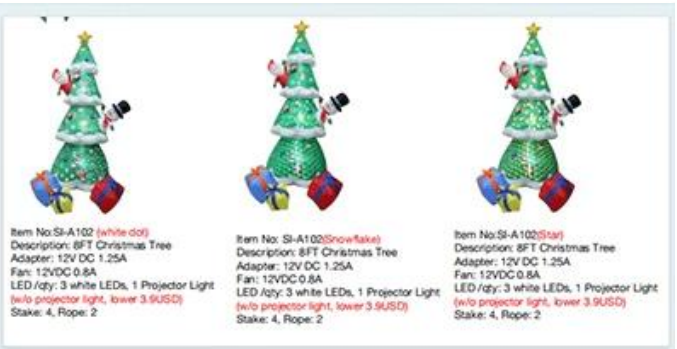 Item No:SI-A102 (white dot)
Description: 8FT Christmas Tree
Adapter: 12V DC 1.25A
Fan: 12VDC 0.8A
LED /qty: 3 white LEDs, 1 Projector Light
(w/o projector light, lower 3.9USD)
Stake: 4, Rope: 2
Item No: SI-A102(Snowflake)
Description: 8FT Christmas Tree
Adapter: 12V DC 1.25A
Fan: 12VDC 0.8A
LED /qty: 3 white LEDs, 1 Projector Light
(w/o projector light, lower 3.9USD)
Stake: 4, Rope: 2
Item No:SI-A102(Star)
Description: 8FT Christmas Tree
Adapter: 12V DC 1.25A
Fan: 12VDC 0.8A
LED /qty: 3 white LEDs, 1 Projector Light
(w/o projector light, lower 3.9USD)
Stake: 4, Rope: 2